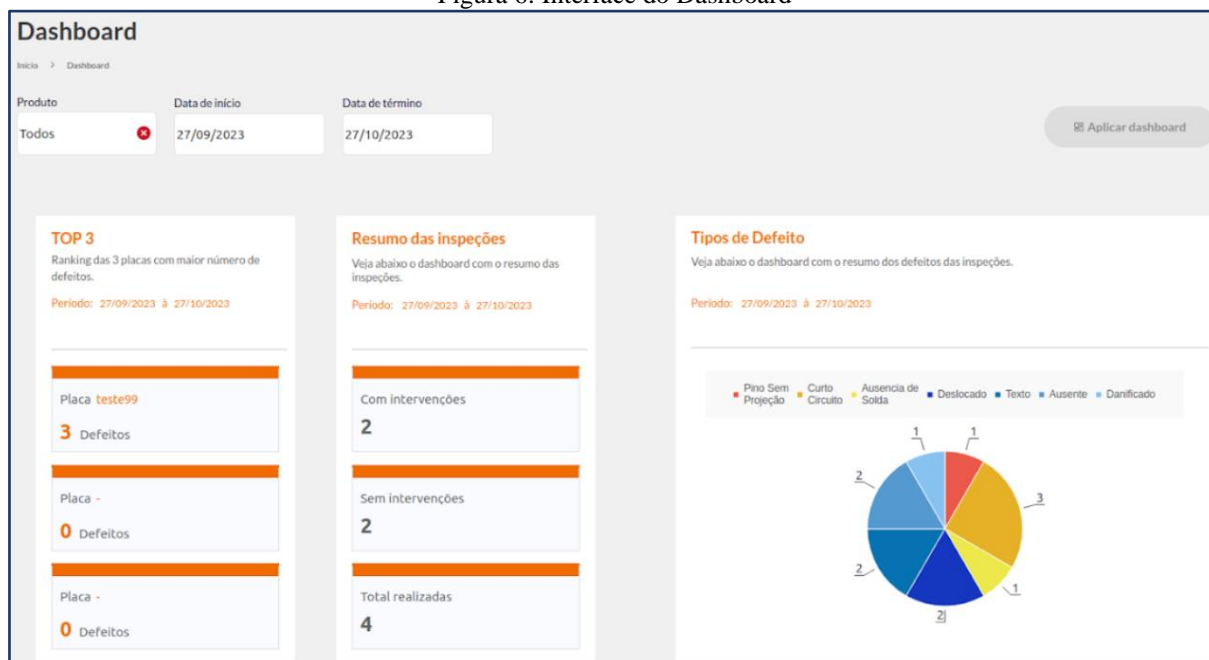 Figura 6: Interface do Dashboard
Dashboard
Início > Dashboard
Produto
Data de início
Data de término
Todos
27/09/2023
27/10/2023
Aplicar dashboard
TOP 3
Ranking das 3 placas com maior número de
defeitos.
Período: 27/09/2023 à 27/10/2023
Placa teste99
3 Defeitos
Placa -
0 Defeitos
Placa -
0 Defeitos
Resumo das inspeções
Veja abaixo o dashboard com o resumo das
inspeções.
Período: 27/09/2023 à 27/10/2023
Com intervenções
2
Sem intervenções
2
Total realizadas
4
Tipos de Defeito
Veja abaixo o dashboard com o resumo dos defeitos das inspeções.
Período: 27/09/2023 à 27/10/2023
Pino Sem
Projeção
Curto
Circuito
Ausencia de
Solda
Deslocado
Texto
Ausente
Danificado
1
1
2
3
2
1
2